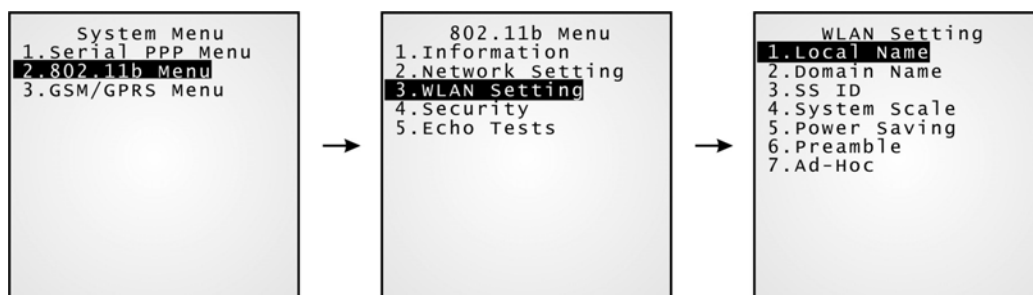 System Menu
1.Serial PPP Menu
2.802.11b Menu
3.GSM/GPRS Menu
802.11b Menu
1.Information
2.Network Setting
3.WLAN Setting
4.Security
5.Echo Tests
WLAN Setting
1.Local Name
2.Domain Name
3.SS ID
4.System Scale
5.Power Saving
6.Preamble
7.Ad-Hoc